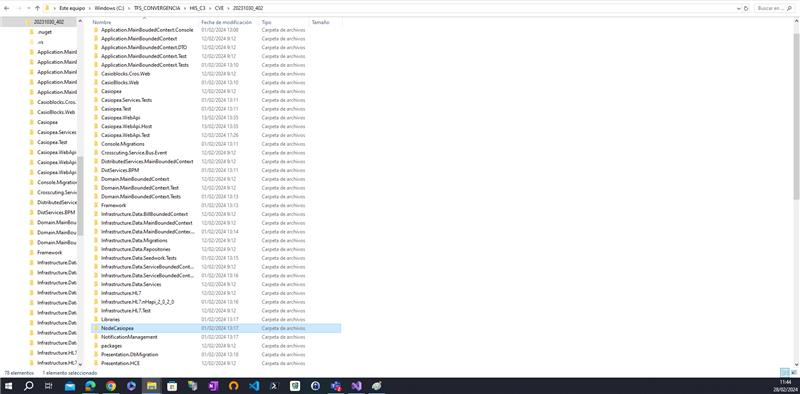 Este equipo > Windows (C:) > TFS_CONVERGENCIA > HIS_C3 > CVE > 20231030_402
Buscar en ...
20231030_402
.nuget
.vs
Application.MainI
Application.MainI
Application.MainI
Application.MainI
Casioblocks.Cros.
CasioBlocks.Web
Casiopea
Casiopea.Services
Casiopea.Test
Casiopea.WebApi
Casiopea.WebApi
Casiopea.WebApi
Console.Migration
Crosscutting.Servi
DistributedService
DistServices.BPM
Domain.MainBou
Domain.MainBou
Domain.MainBou
Framework
Infrastructure.Data
Infrastructure.Data
Infrastructure.Data
Infrastructure.Data
Infrastructure.Data
Infrastructure.Data
Infrastructure.Data
Infrastructure.Data
Infrastructure.HL7
Infrastructure.HL7
Nombre Fecha de modificación Tipo Tamaño
Application.MainBoudedContext.Console 01/02/2024 13:08 Carpeta de archivos
Application.MainBoundedContext 12/02/2024 9:12 Carpeta de archivos
Application.MainBoundedContext.DTO 12/02/2024 9:12 Carpeta de archivos
Application.MainBoundedContext.Test 12/02/2024 9:12 Carpeta de archivos
Application.MainBoundedContext.Tests 01/02/2024 13:10 Carpeta de archivos
Casioblocks.Cros.Web 12/02/2024 9:12 Carpeta de archivos
CasioBlocks.Web 01/02/2024 13:10 Carpeta de archivos
Casiopea 12/02/2024 9:12 Carpeta de archivos
Casiopea.Services.Tests 01/02/2024 13:11 Carpeta de archivos
Casiopea.Test 01/02/2024 13:11 Carpeta de archivos
Casiopea.WebApi 15/02/2024 13:35 Carpeta de archivos
Casiopea.WebApi.Host 15/02/2024 13:35 Carpeta de archivos
Casiopea.WebApi.Test 12/02/2024 17:26 Carpeta de archivos
Console.Migrations 01/02/2024 13:11 Carpeta de archivos
Crosscutting.Service.Bus.Event 12/02/2024 9:12 Carpeta de archivos
DistributedServices.MainBoundedContext 12/02/2024 9:12 Carpeta de archivos
DistServices.BPM 01/02/2024 13:11 Carpeta de archivos
Domain.MainBoundedContext 12/02/2024 9:12 Carpeta de archivos
Domain.MainBoundedContext.Test 12/02/2024 9:12 Carpeta de archivos
Domain.MainBoundedContext.Tests 01/02/2024 13:13 Carpeta de archivos
Framework 01/02/2024 9:12 Carpeta de archivos
Infrastructure.Data.BillBoundedContext 12/02/2024 9:12 Carpeta de archivos
Infrastructure.Data.MainBoundedContext 12/02/2024 9:12 Carpeta de archivos
Infrastructure.Data.MainBoundedContex... 01/02/2024 13:14 Carpeta de archivos
Infrastructure.Data.Migrations 12/02/2024 9:12 Carpeta de archivos
Infrastructure.Data.Repositories 12/02/2024 9:12 Carpeta de archivos
Infrastructure.Data.Seedwork.Tests 01/02/2024 13:15 Carpeta de archivos
Infrastructure.Data.ServiceBoundedCont... 12/02/2024 9:12 Carpeta de archivos
Infrastructure.Data.ServiceBoundedCont... 01/02/2024 13:16 Carpeta de archivos
Infrastructure.Data.Services 12/02/2024 9:12 Carpeta de archivos
Infrastructure.HL7 12/02/2024 9:12 Carpeta de archivos
Infrastructure.HL7.nHapi_2_0_2_0 01/02/2024 13:16 Carpeta de archivos
Infrastructure.HL7.Test 12/02/2024 9:12 Carpeta de archivos
Libraries 01/02/2024 13:17 Carpeta de archivos
NodeCasiopea 01/02/2024 13:17 Carpeta de archivos
NotificationManagement 01/02/2024 13:17 Carpeta de archivos
packages 12/02/2024 9:12 Carpeta de archivos
Presentation.DbMigration 01/02/2024 13:18 Carpeta de archivos
Presentation.HCE 12/02/2024 9:12 Carpeta de archivos
78 elementos 1 elemento seleccionado
11:44
28/02/2024